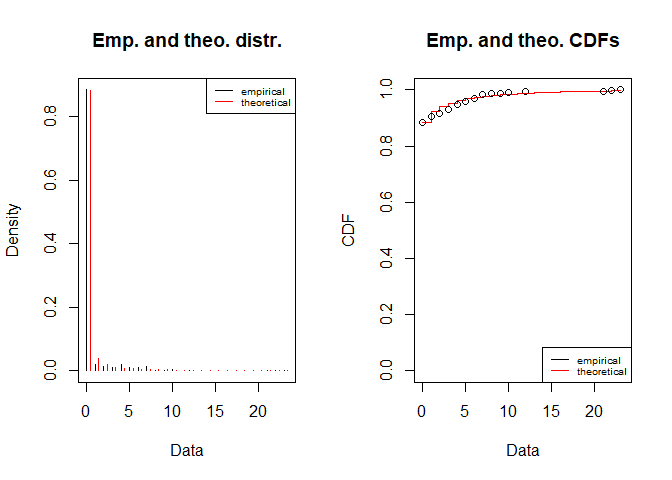 Emp. and theo. distr.
empirical
theoretical
Density
0.0
0.2
0.4
0.6
0.8
0
5
10
15
20
Data
Emp. and theo. CDFs
CDF
0.0
0.2
0.4
0.6
0.8
1.0
empirical
theoretical
0
5
10
15
20
Data